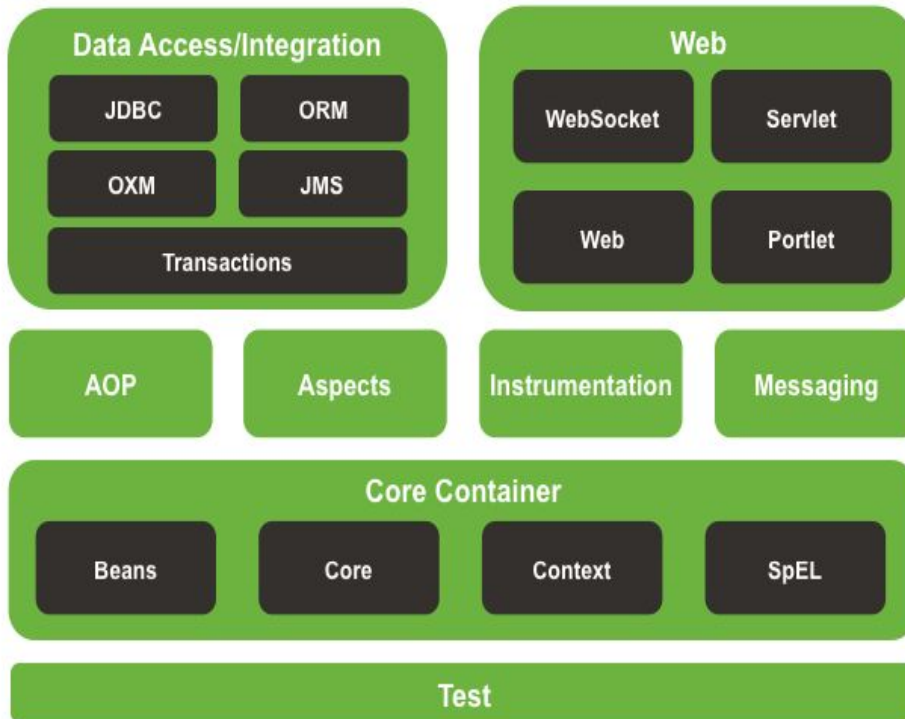 Data Access/Integration
JDBC
ORM
OXM
JMS
Transactions
Web
WebSocket
Servlet
Web
Portlet
AOP
Aspects
Instrumentation
Messaging
Core Container
Beans
Core
Context
SpEL
Test